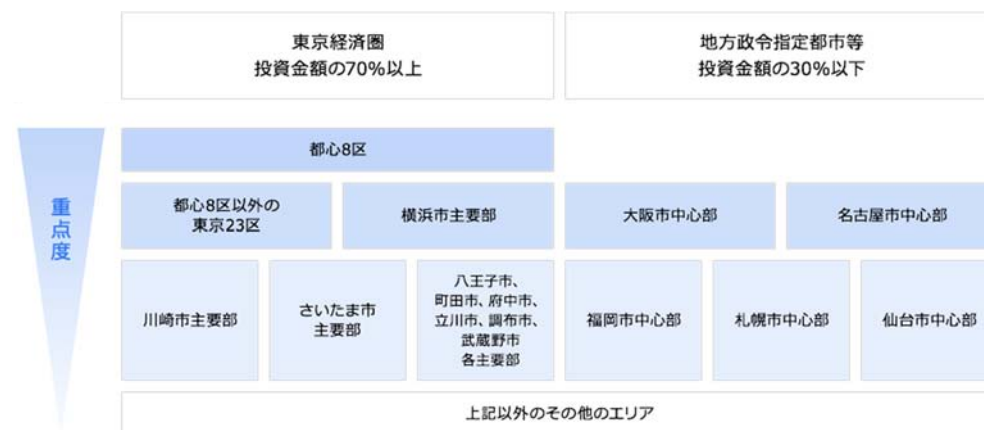 東京経済圏
投資金額の70%以上
地方政令指定都市等
投資金額の30%以下
重点度
都心8区
都心8区以外の
東京23区
横浜市主要部
大阪市中心部
名古屋市中心部
川崎市主要部
さいたま市
主要部
八王子市、
町田市、府中市、
立川市、調布市、
武蔵野市
各主要部
福岡市中心部
札幌市中心部
仙台市中心部
上記以外のその他のエリア